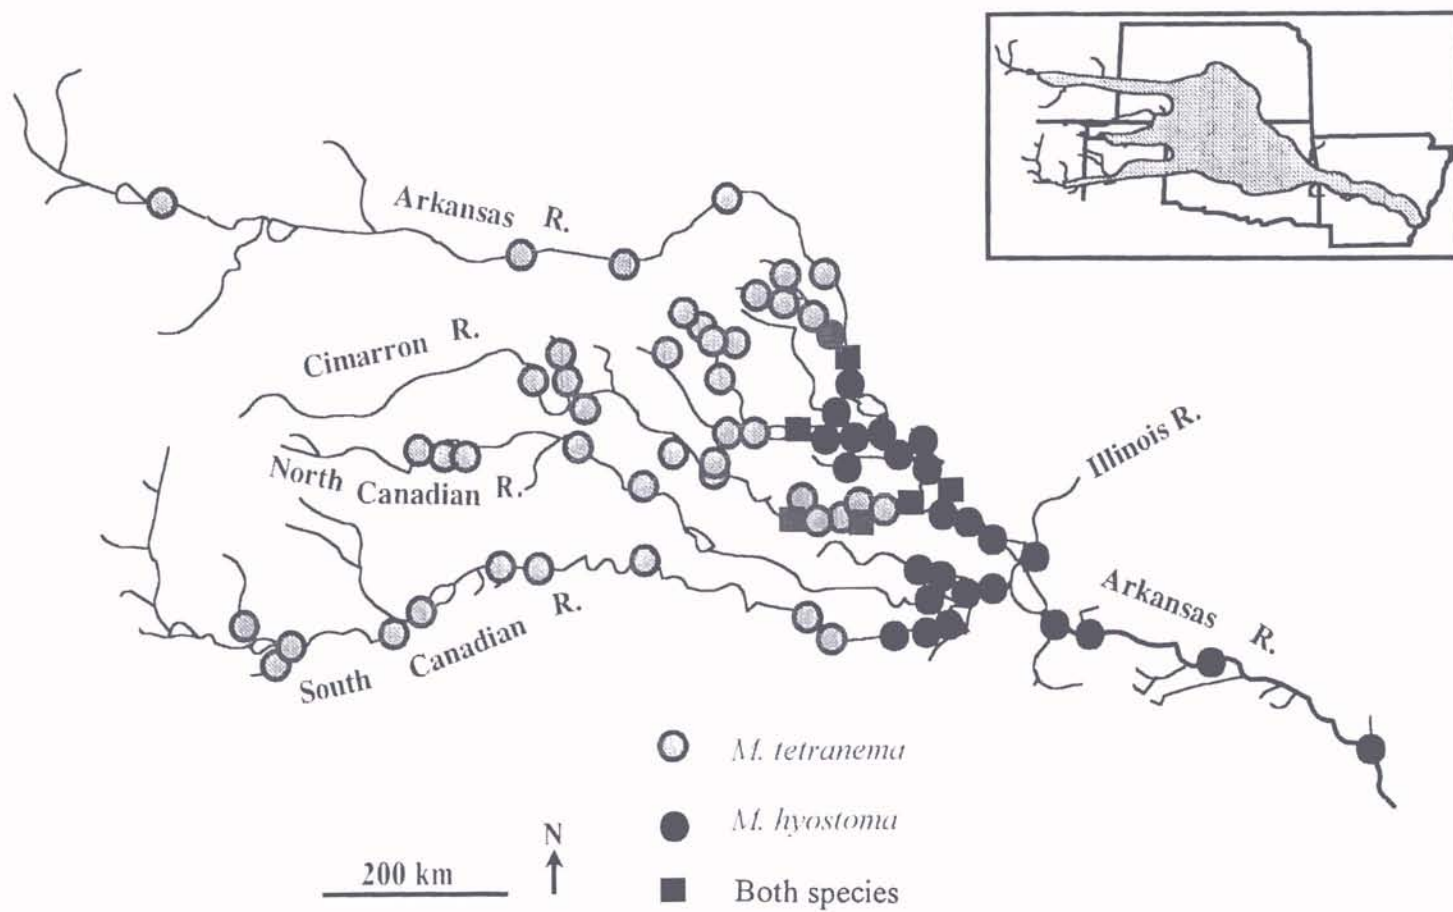 Arkansas R.
Cimarron R.
Illinois R.
North Canadian R.
South Canadian R.
Arkansas R.
M. tetranema
M. hyostoma
Both species
N
200 km